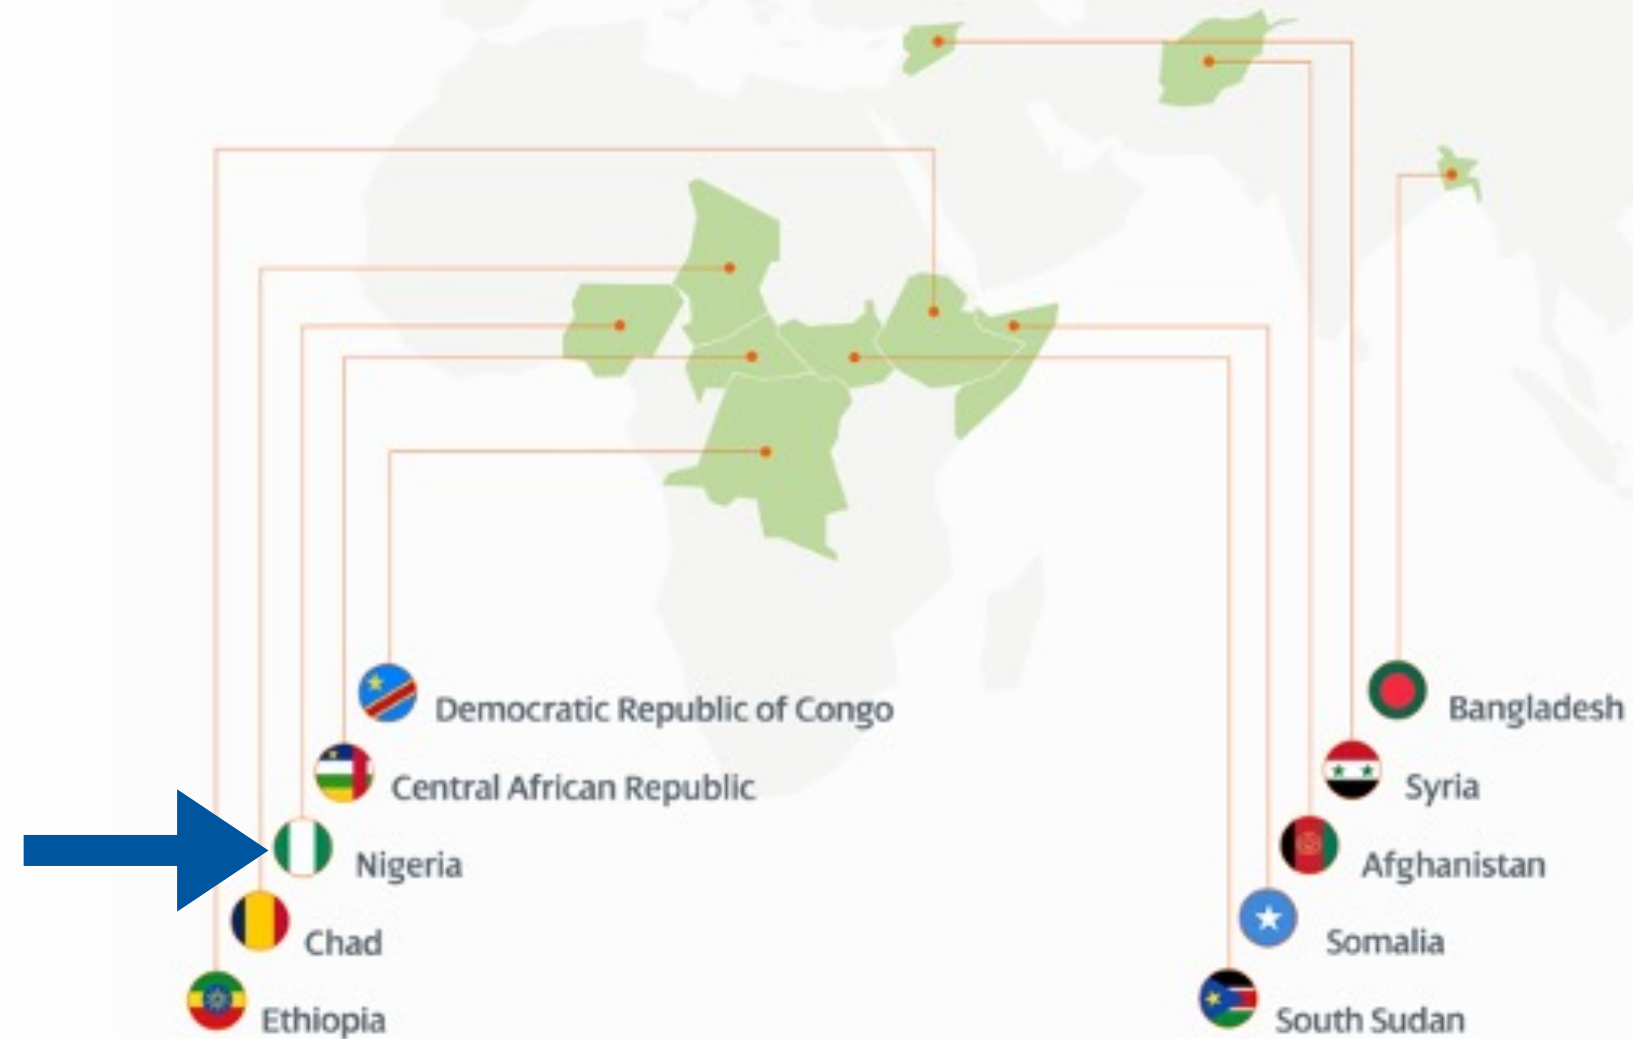 Democratic Republic of Congo
Central African Republic
Nigeria
Chad
Ethiopia
Bangladesh
Syria
Afghanistan
Somalia
South Sudan